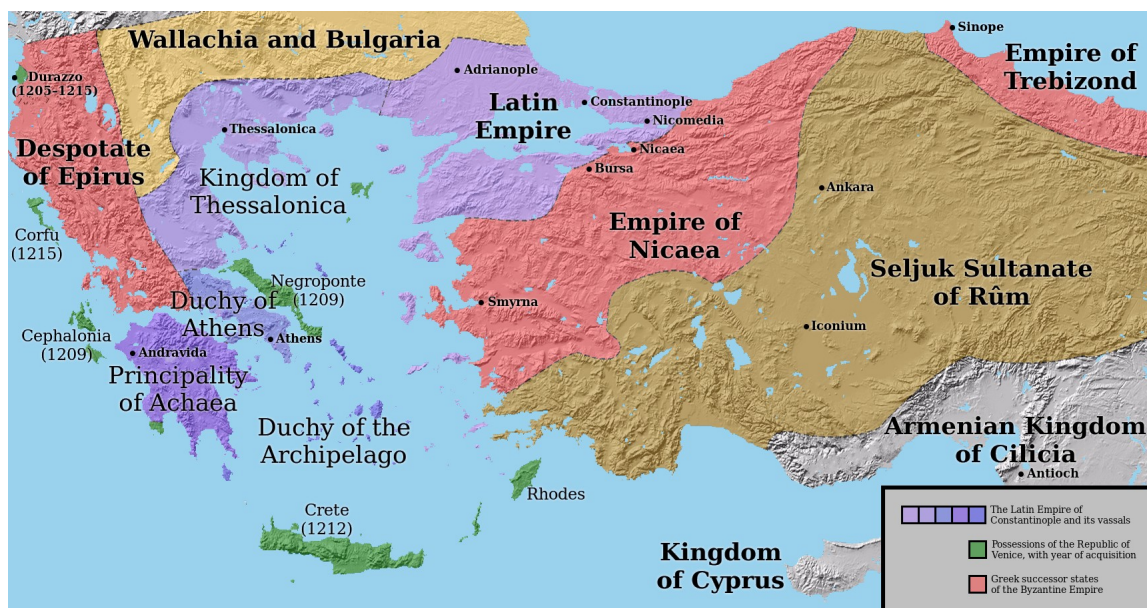 Wallachia and Bulgaria
Sinope
Empire of
Trebizond
Durazzo
(1205-1215)
Adrianople
Latin
Empire
Constantinople
Nicomedia
Thessalonica
Nicaea
Bursa
Despotate
of Epirus
Kingdom of
Thessalonica
Ankara
Empire of
Nicaea
Corfu
(1215)
Seljuk Sultanate
of Rûm
Negroponte
(1209)
Duchy of
Athens
Smyrna
Cephalonia
(1209)
Athens
Iconium
Andravida
Principality
of Achaea
Duchy of the
Archipelago
Armenian Kingdom
of Cilicia
Antioch
Rhodes
Crete
(1212)
Kingdom
of Cyprus
The Latin Empire of
Constantinople and its vassals
Possessions of the Republic of
Venice, with year of acquisition
Greek successor states
of the Byzantine Empire